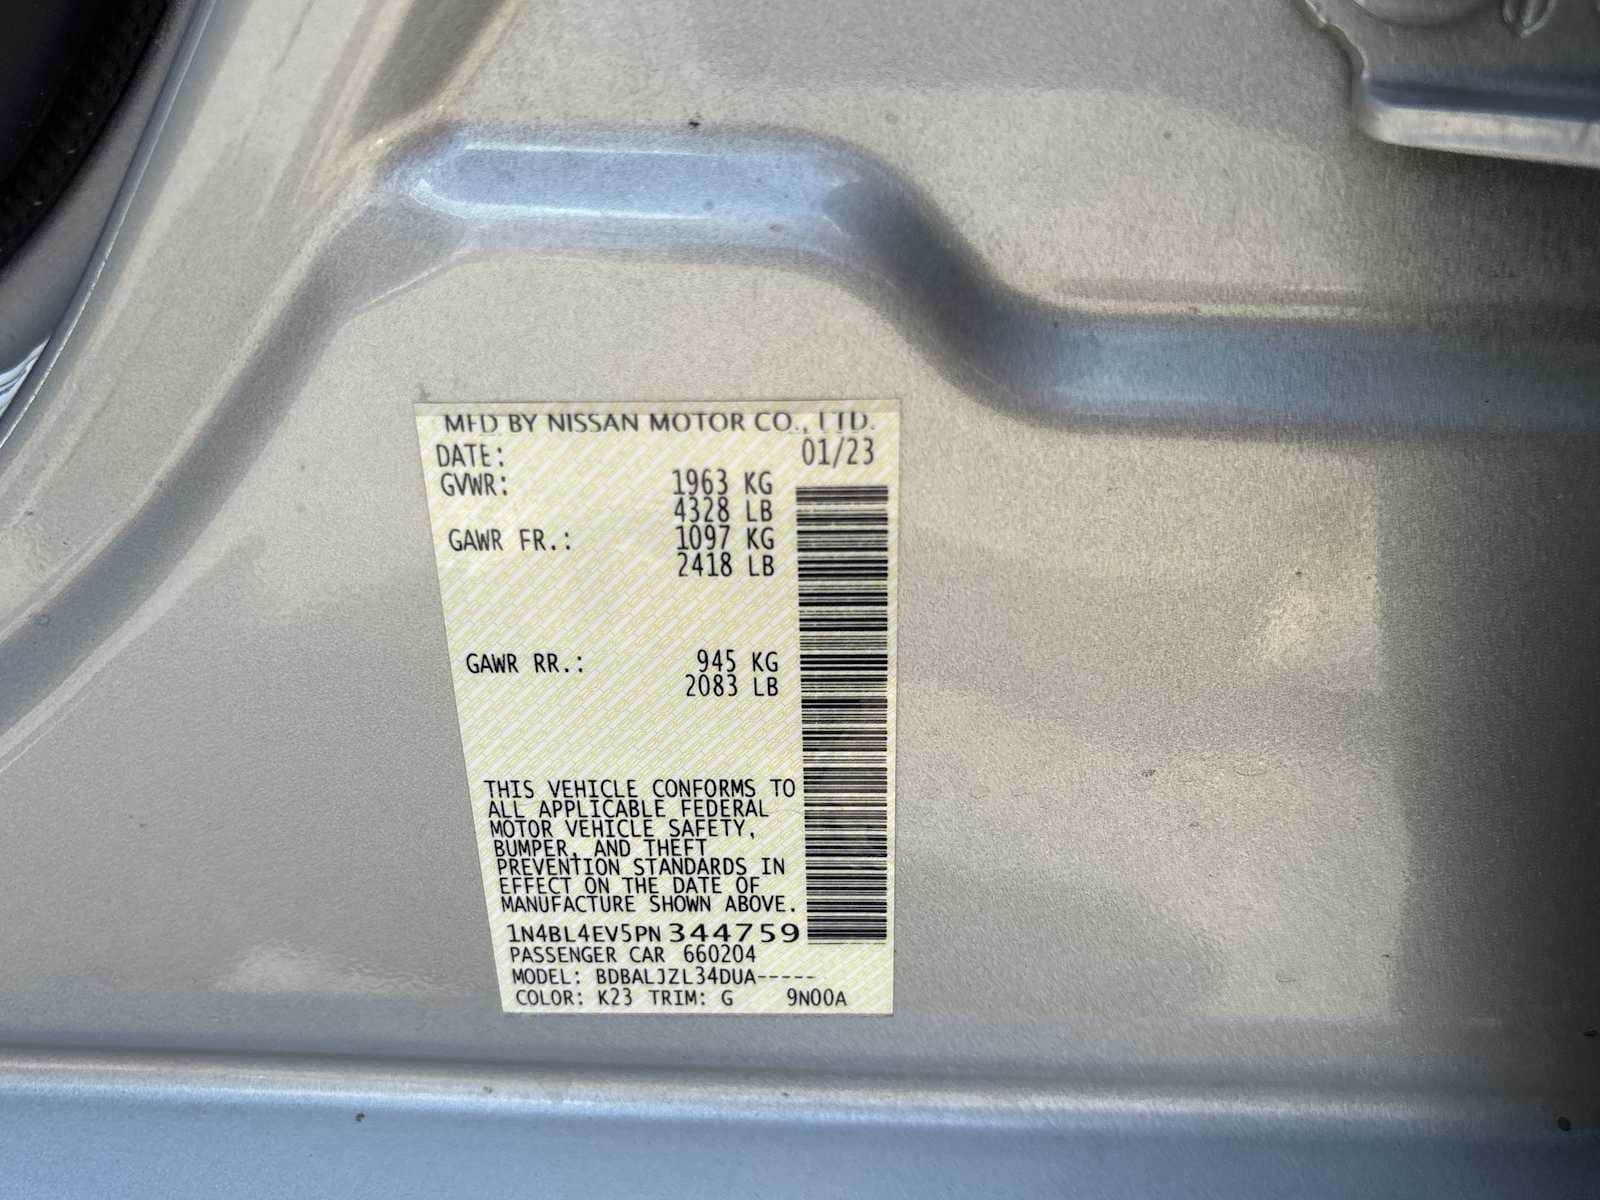 MFD BY NISSAN MOTOR CO., LTD.
DATE: 01/23
GVWR: 1963 KG
4328 LB
GAWR FR.: 1097 KG
2418 LB
GAWR RR.: 945 KG
2083 LB
THIS VEHICLE CONFORMS TO
ALL APPLICABLE FEDERAL
MOTOR VEHICLE SAFETY,
BUMPER, AND THEFT
PREVENTION STANDARDS IN
EFFECT ON THE DATE OF
MANUFACTURE SHOWN ABOVE.
1N4BL4EV5PN344759
PASSENGER CAR 660204
MODEL: BDBALJZL34DUA-----
COLOR: K23 TRIM: G 9N00A